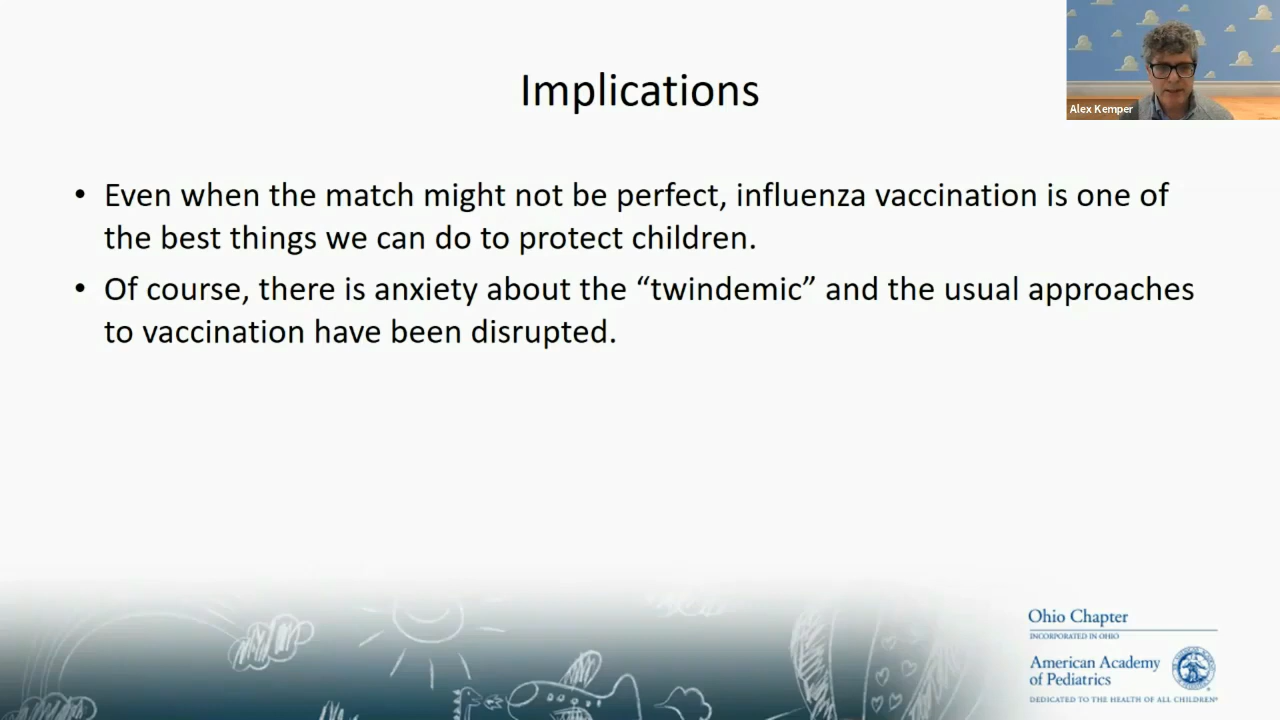 Implications
Alex Kemper
• Even when the match might not be perfect, influenza vaccination is one of
the best things we can do to protect children.
• Of course, there is anxiety about the “twindemic” and the usual approaches
to vaccination have been disrupted.
Ohio Chapter
INCORPORATED IN OHIO
American Academy
of Pediatrics
DEDICATED TO THE HEALTH OF ALL CHILDREN®